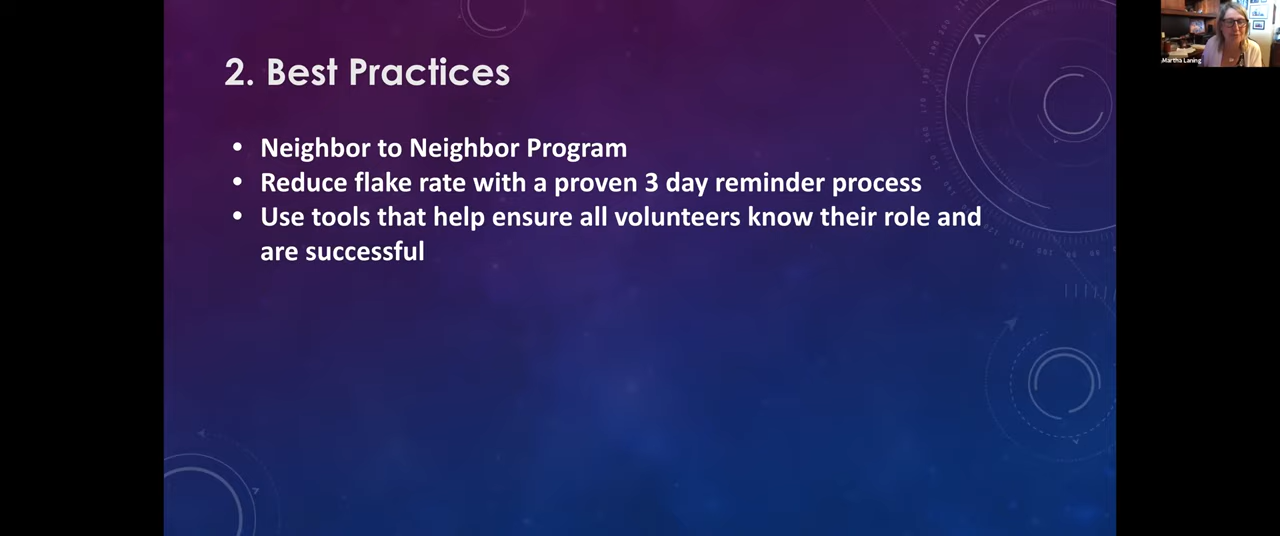 2. Best Practices
• Neighbor to Neighbor Program
• Reduce flake rate with a proven 3 day reminder process
• Use tools that help ensure all volunteers know their role and
are successful
Martha Laning